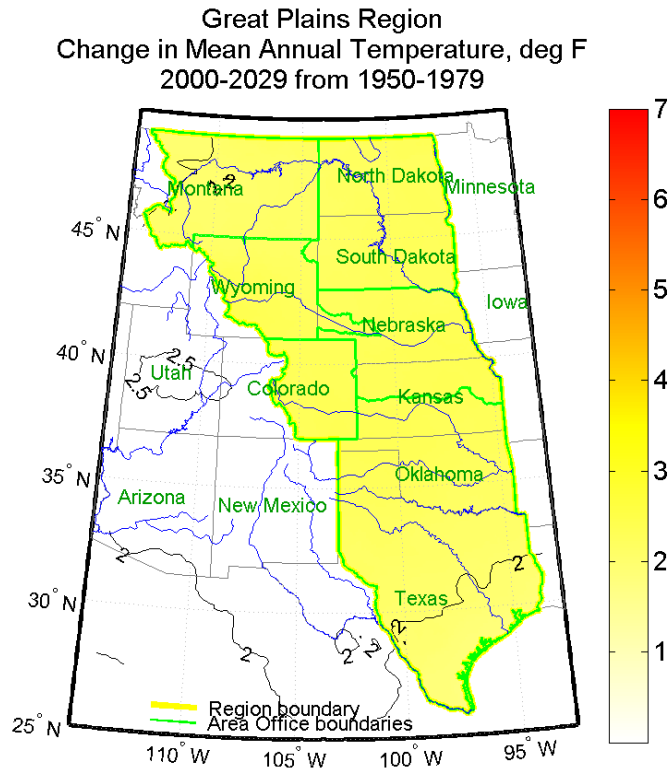 Great Plains Region
Change in Mean Annual Temperature, deg F
2000-2029 from 1950-1979
7
6
5
4
3
2
1
45° N
40° N
35° N
30° N
25° N
110° W
105° W
100° W
95° W
Montana
2
North Dakota
Minnesota
South Dakota
Wyoming
Iowa
Nebraska
2.5
2.5
Utah
Colorado
Kansas
Oklahoma
Arizona
New Mexico
2
2
Texas
2
2
2
2
Region boundary
Area Office boundaries